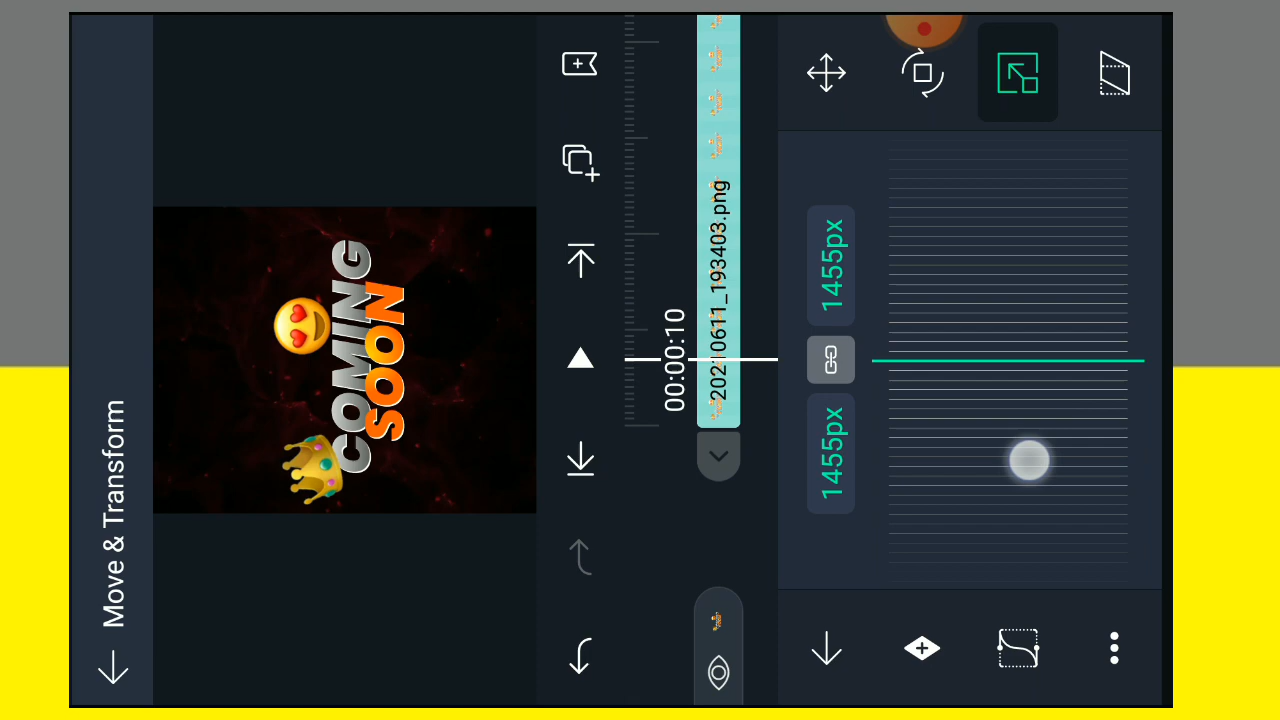 Move & Transform
COMING
SOON
00:00:10
20210611_193403.png
1455px
1455px